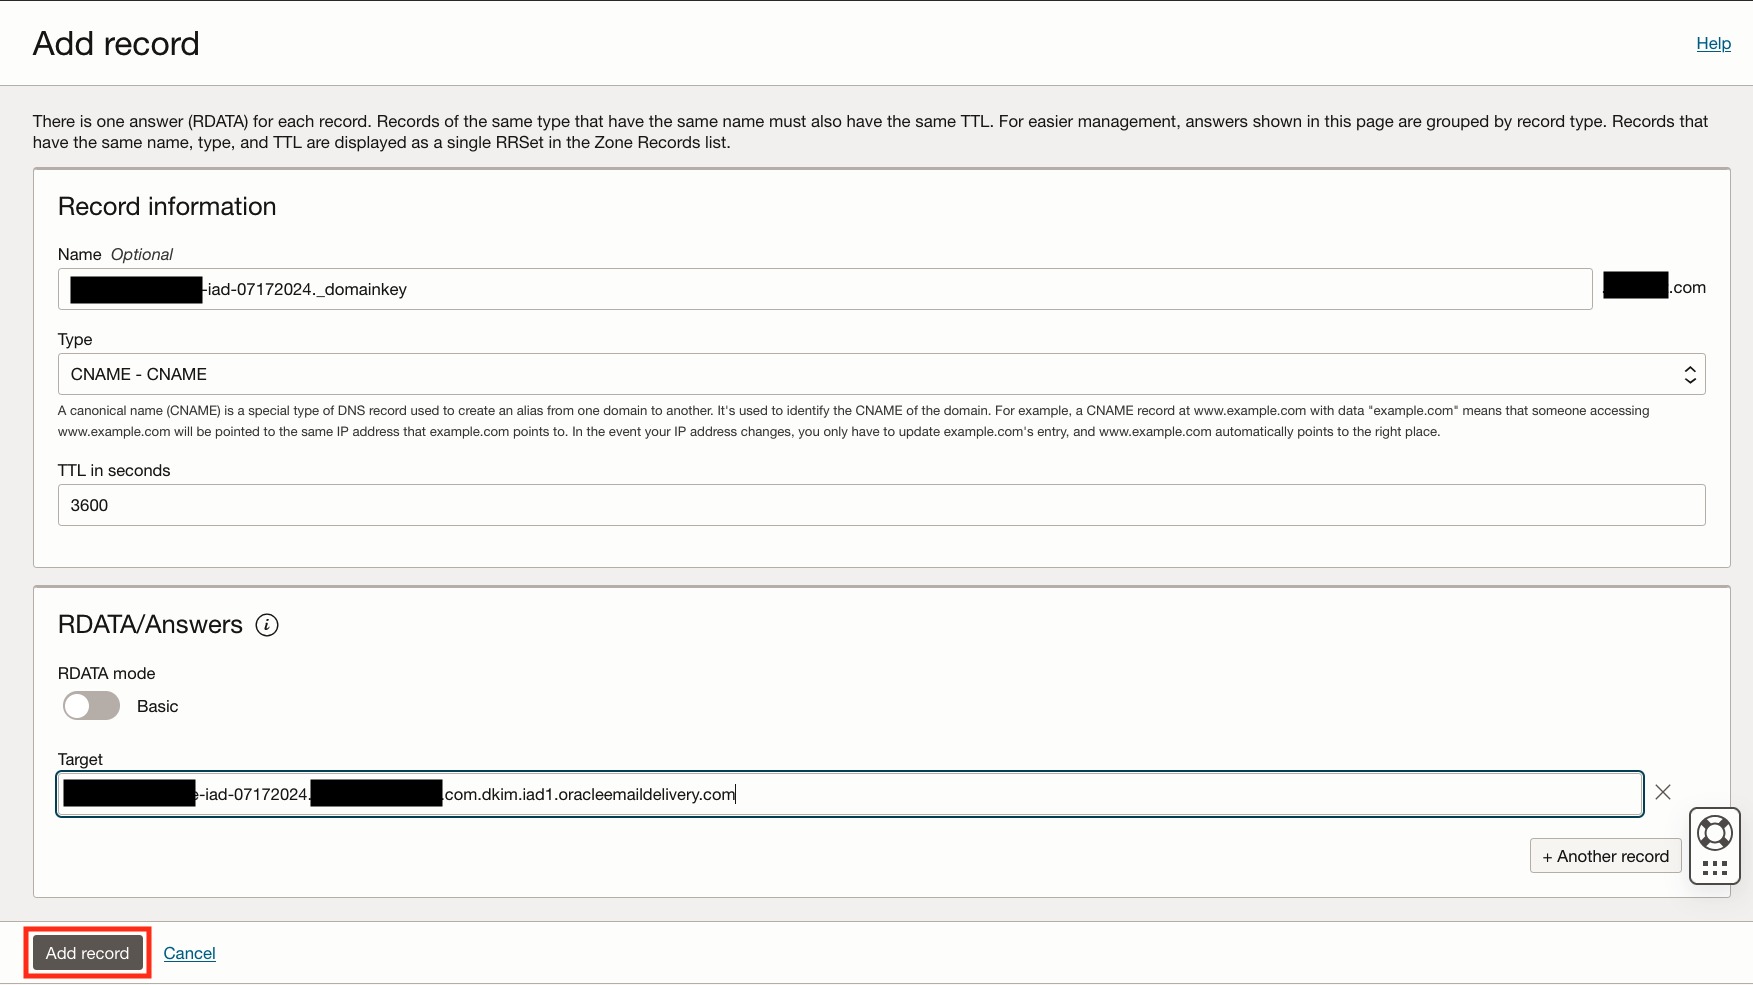 Add record
Help
There is one answer (RDATA) for each record. Records of the same type that have the same name must also have the same TTL. For easier management, answers shown in this page are grouped by record type. Records that
have the same name, type, and TTL are displayed as a single RRSet in the Zone Records list.
Record information
Name Optional
-iad-07172024._domainkey
.com
Type
CNAME - CNAME
A canonical name (CNAME) is a special type of DNS record used to create an alias from one domain to another. It's used to identify the CNAME of the domain. For example, a CNAME record at www.example.com with data "example.com" means that someone accessing
www.example.com will be pointed to the same IP address that example.com points to. In the event your IP address changes, you only have to update example.com's entry, and www.example.com automatically points to the right place.
TTL in seconds
3600
RDATA/Answers i
RDATA mode
Basic
Target
-iad-07172024. .com.dkim.iad1.oracleemaildelivery.com
+ Another record
Add record
Cancel